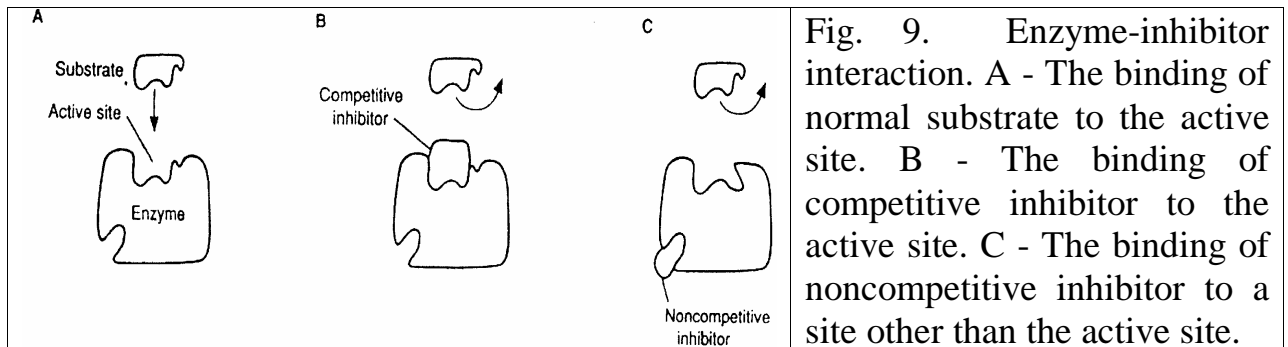 A
Substrate
Active site
Enzyme
B
Competitive
inhibitor
C
Noncompetitive
inhibitor
Fig. 9. Enzyme-inhibitor
interaction. A - The binding of
normal substrate to the active
site. B - The binding of
competitive inhibitor to the
active site. C - The binding of
noncompetitive inhibitor to a
site other than the active site.